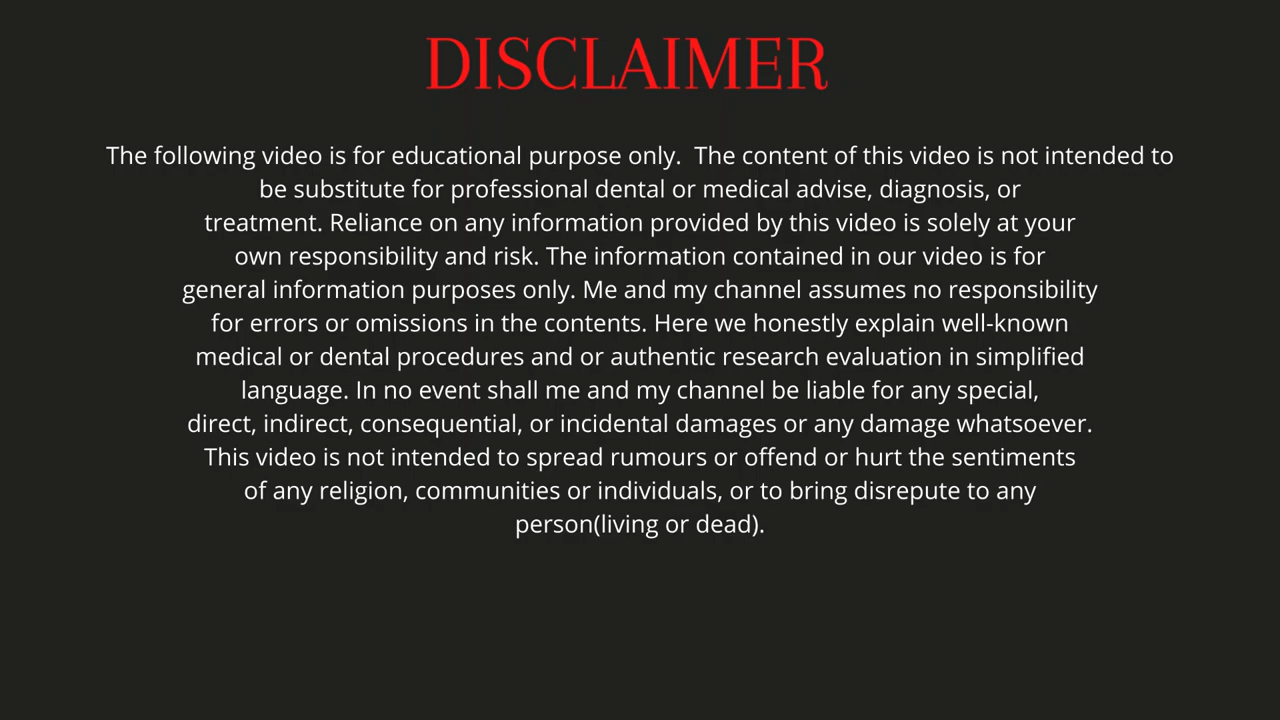 DISCLAIMER
The following video is for educational purpose only.  The content of this video is not intended to
be substitute for professional dental or medical advise, diagnosis, or
treatment. Reliance on any information provided by this video is solely at your
own responsibility and risk. The information contained in our video is for
general information purposes only. Me and my channel assumes no responsibility
for errors or omissions in the contents. Here we honestly explain well-known
medical or dental procedures and or authentic research evaluation in simplified
language. In no event shall me and my channel be liable for any special,
direct, indirect, consequential, or incidental damages or any damage whatsoever.
This video is not intended to spread rumours or offend or hurt the sentiments
of any religion, communities or individuals, or to bring disrepute to any
person(living or dead).